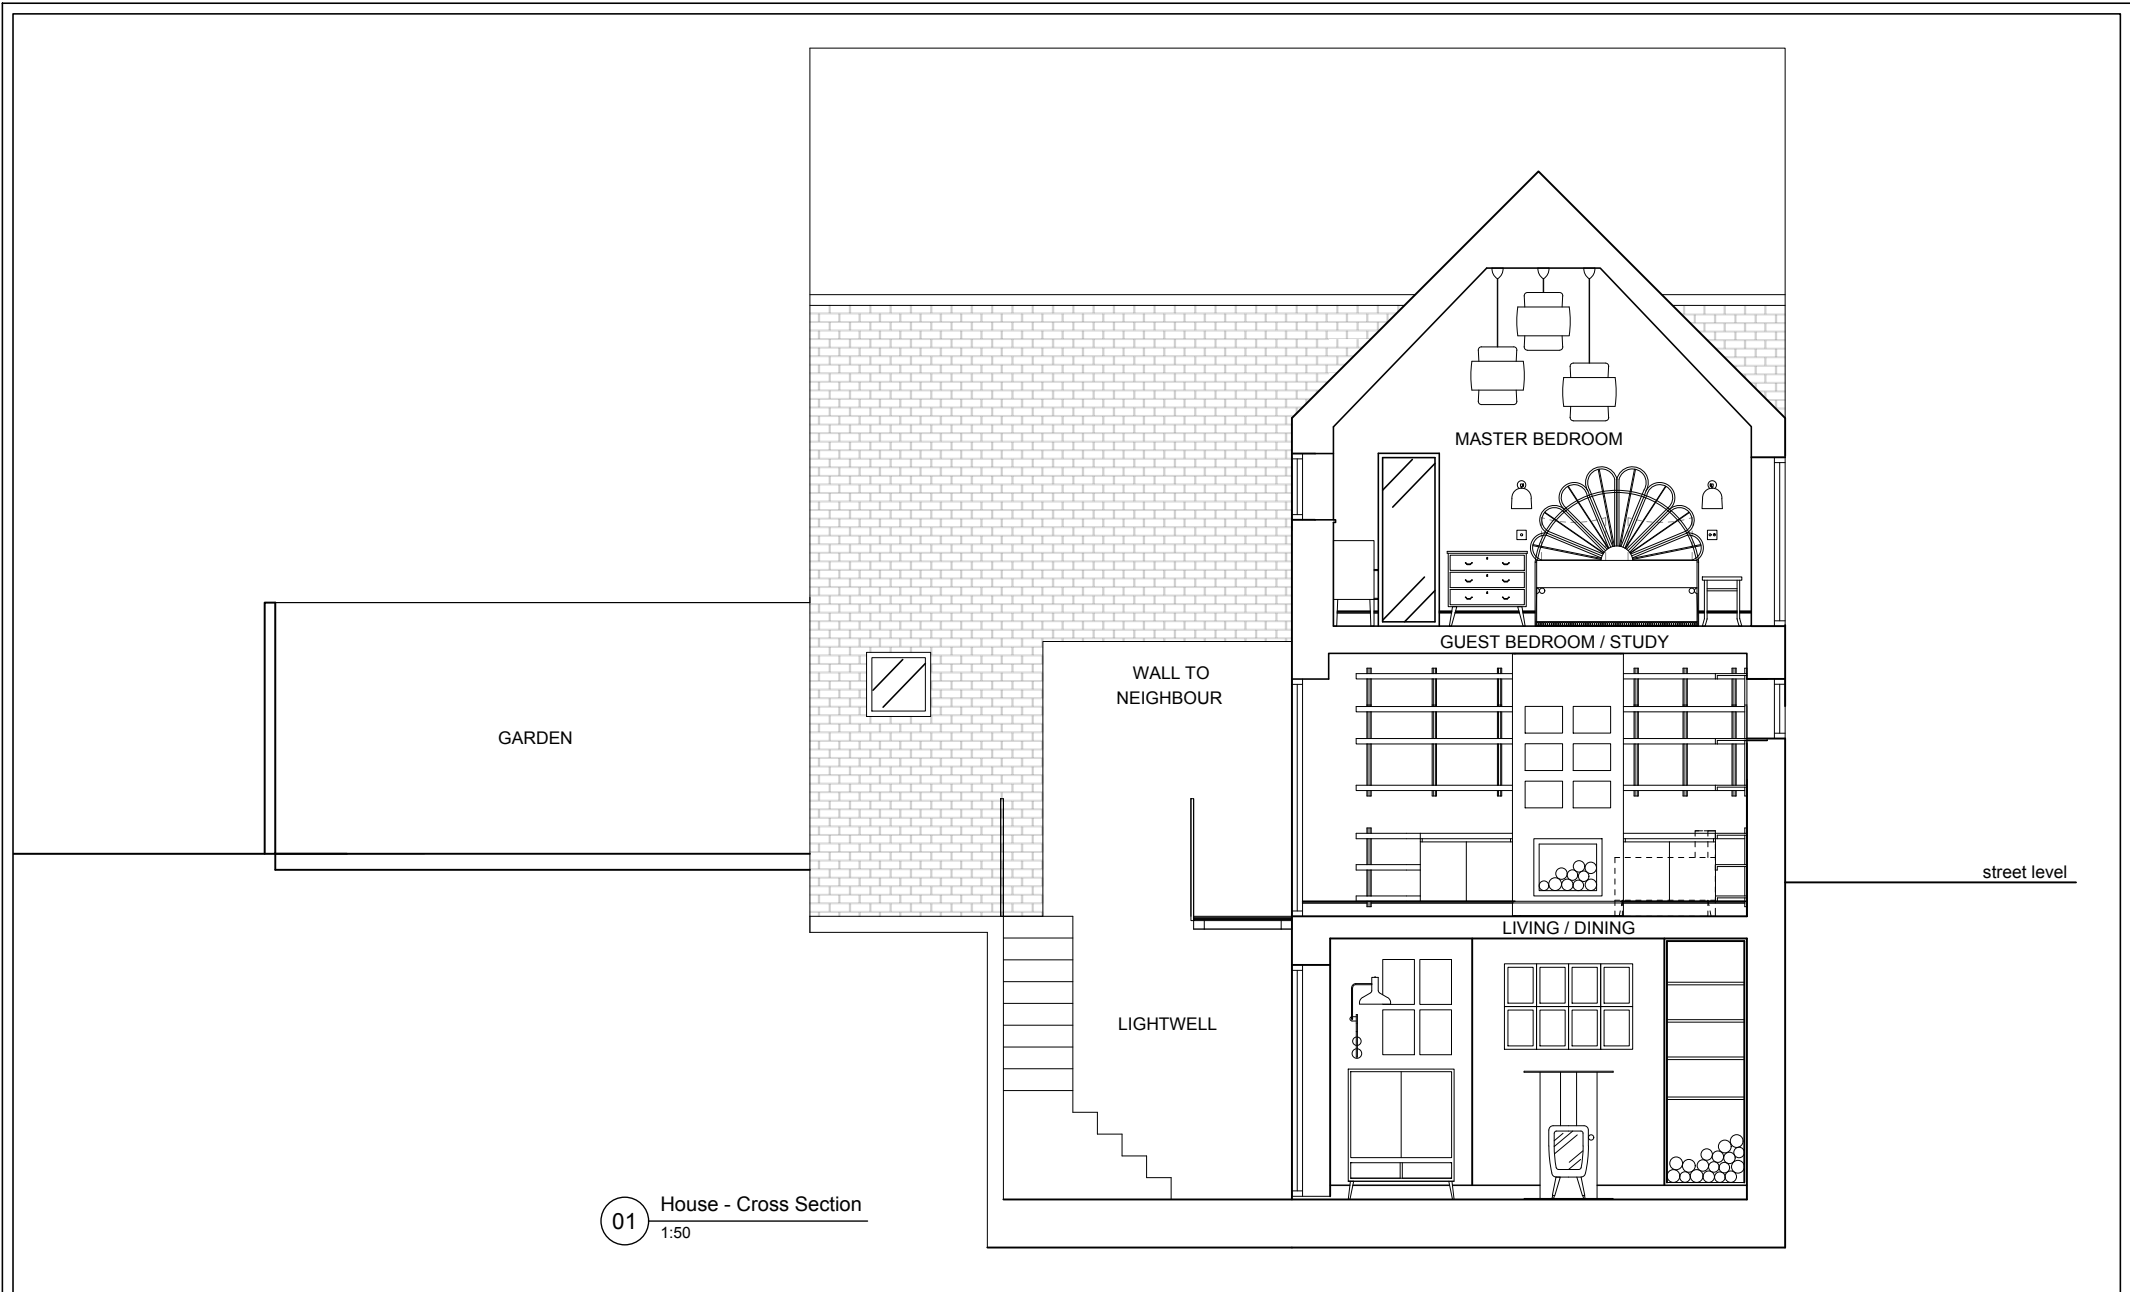 MASTER BEDROOM
GUEST BEDROOM / STUDY
WALL TO
NEIGHBOUR
GARDEN
street level
LIVING / DINING
LIGHTWELL
01
House - Cross Section
1:50